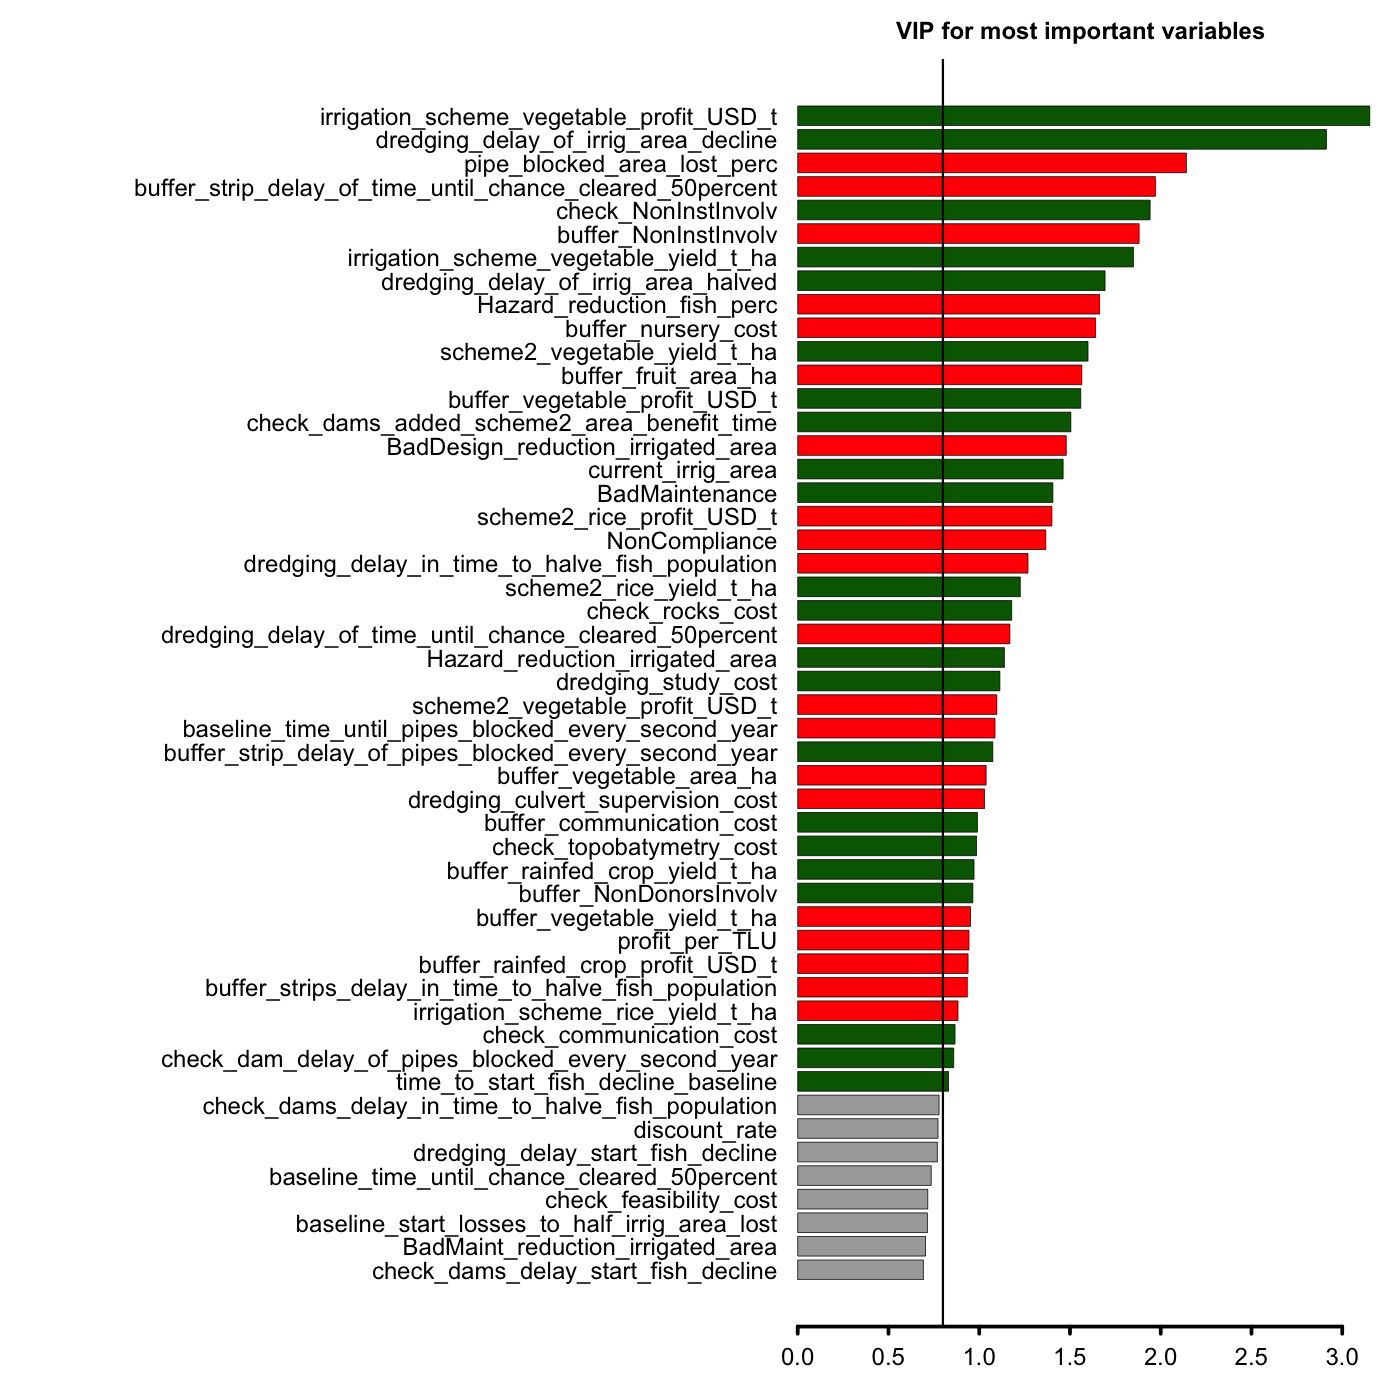 VIP for most important variables
irrigation_scheme_vegetable_profit_USD_t
dredging_delay_of_irrig_area_decline
pipe_blocked_area_lost_perc
buffer_strip_delay_of_time_until_chance_cleared_50percent
check_NonInstInvolv
buffer_NonInstInvolv
irrigation_scheme_vegetable_yield_t_ha
dredging_delay_of_irrig_area_halved
Hazard_reduction_fish_perc
buffer_nursery_cost
scheme2_vegetable_yield_t_ha
buffer_fruit_area_ha
buffer_vegetable_profit_USD_t
check_dams_added_scheme2_area_benefit_time
BadDesign_reduction_irrigated_area
current_irrig_area
BadMaintenance
scheme2_rice_profit_USD_t
NonCompliance
dredging_delay_in_time_to_halve_fish_population
scheme2_rice_yield_t_ha
check_rocks_cost
dredging_delay_of_time_until_chance_cleared_50percent
Hazard_reduction_irrigated_area
dredging_study_cost
scheme2_vegetable_profit_USD_t
baseline_time_until_pipes_blocked_every_second_year
buffer_strip_delay_of_pipes_blocked_every_second_year
buffer_vegetable_area_ha
dredging_culvert_supervision_cost
buffer_communication_cost
check_topobatymetry_cost
buffer_rainfed_crop_yield_t_ha
buffer_NonDonorsInvolv
buffer_vegetable_yield_t_ha
profit_per_TLU
buffer_rainfed_crop_profit_USD_t
buffer_strips_delay_in_time_to_halve_fish_population
irrigation_scheme_rice_yield_t_ha
check_communication_cost
check_dam_delay_of_pipes_blocked_every_second_year
time_to_start_fish_decline_baseline
check_dams_delay_in_time_to_halve_fish_population
discount_rate
dredging_delay_start_fish_decline
baseline_time_until_chance_cleared_50percent
check_feasibility_cost
baseline_start_losses_to_half_irrig_area_lost
BadMaint_reduction_irrigated_area
check_dams_delay_start_fish_decline
0.0 0.5 1.0 1.5 2.0 2.5 3.0